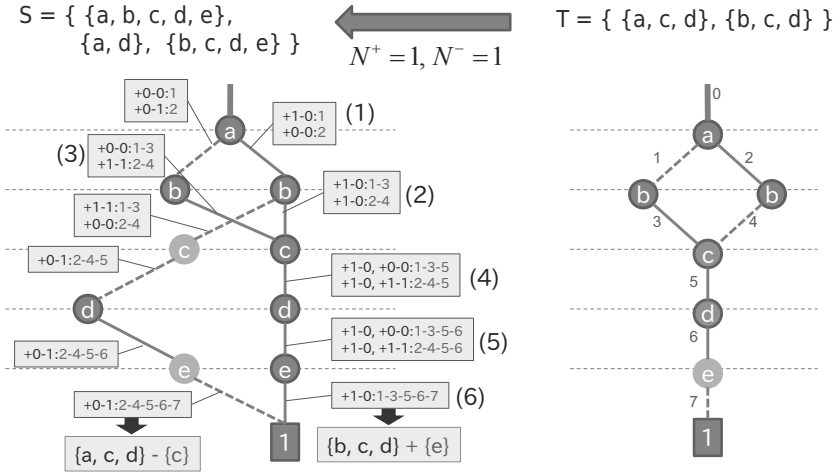 S = { {a, b, c, d, e},
{a, d}, {b, c, d, e} }
N⁺ = 1, N⁻ = 1
T = { {a, c, d}, {b, c, d} }
+0-0:1
+0-1:2
a
+1-0:1
+0-0:2
(1)
(3)
+0-0:1-3
+1-1:2-4
b
b
+1-0:1-3
+1-0:2-4
(2)
+1-1:1-3
+0-0:2-4
c
c
+0-1:2-4-5
+1-0, +0-0:1-3-5
+1-0, +1-1:2-4-5
(4)
d
d
+0-1:2-4-5-6
+1-0, +0-0:1-3-5-6
+1-0, +1-1:2-4-5-6
(5)
e
e
+0-1:2-4-5-6-7
+1-0:1-3-5-6-7
(6)
{a, c, d} - {c}
1
{b, c, d} + {e}
0
a
1
2
b
b
3
4
c
5
d
6
e
7
1